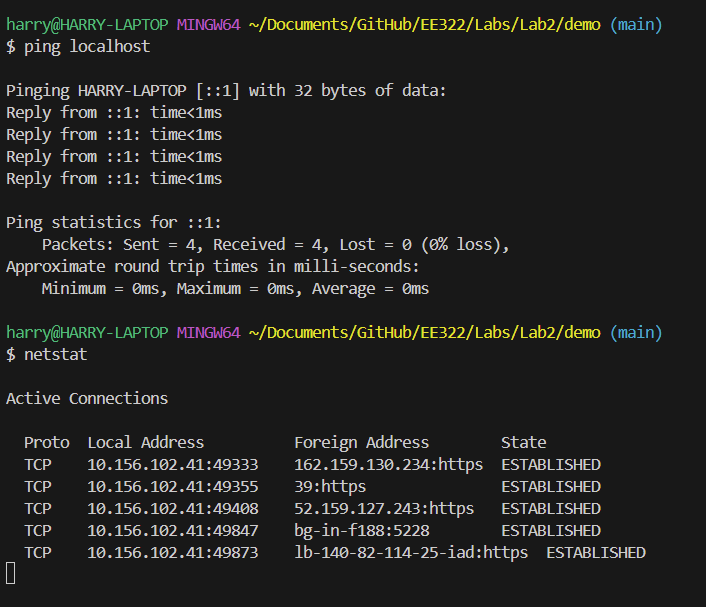 harry@HARRY-LAPTOP MINGW64 ~/Documents/GitHub/EE322/Labs/Lab2/demo (main)
$ ping localhost
Pinging HARRY-LAPTOP [::1] with 32 bytes of data:
Reply from ::1: time<1ms
Reply from ::1: time<1ms
Reply from ::1: time<1ms
Reply from ::1: time<1ms
Ping statistics for ::1:
    Packets: Sent = 4, Received = 4, Lost = 0 (0% loss),
Approximate round trip times in milli-seconds:
    Minimum = 0ms, Maximum = 0ms, Average = 0ms
harry@HARRY-LAPTOP MINGW64 ~/Documents/GitHub/EE322/Labs/Lab2/demo (main)
$ netstat
Active Connections
  Proto  Local Address          Foreign Address        State
  TCP    10.156.102.41:49333    162.159.130.234:https  ESTABLISHED
  TCP    10.156.102.41:49355    39:https               ESTABLISHED
  TCP    10.156.102.41:49408    52.159.127.243:https   ESTABLISHED
  TCP    10.156.102.41:49847    bg-in-f188:5228        ESTABLISHED
  TCP    10.156.102.41:49873    lb-140-82-114-25-iad:https  ESTABLISHED